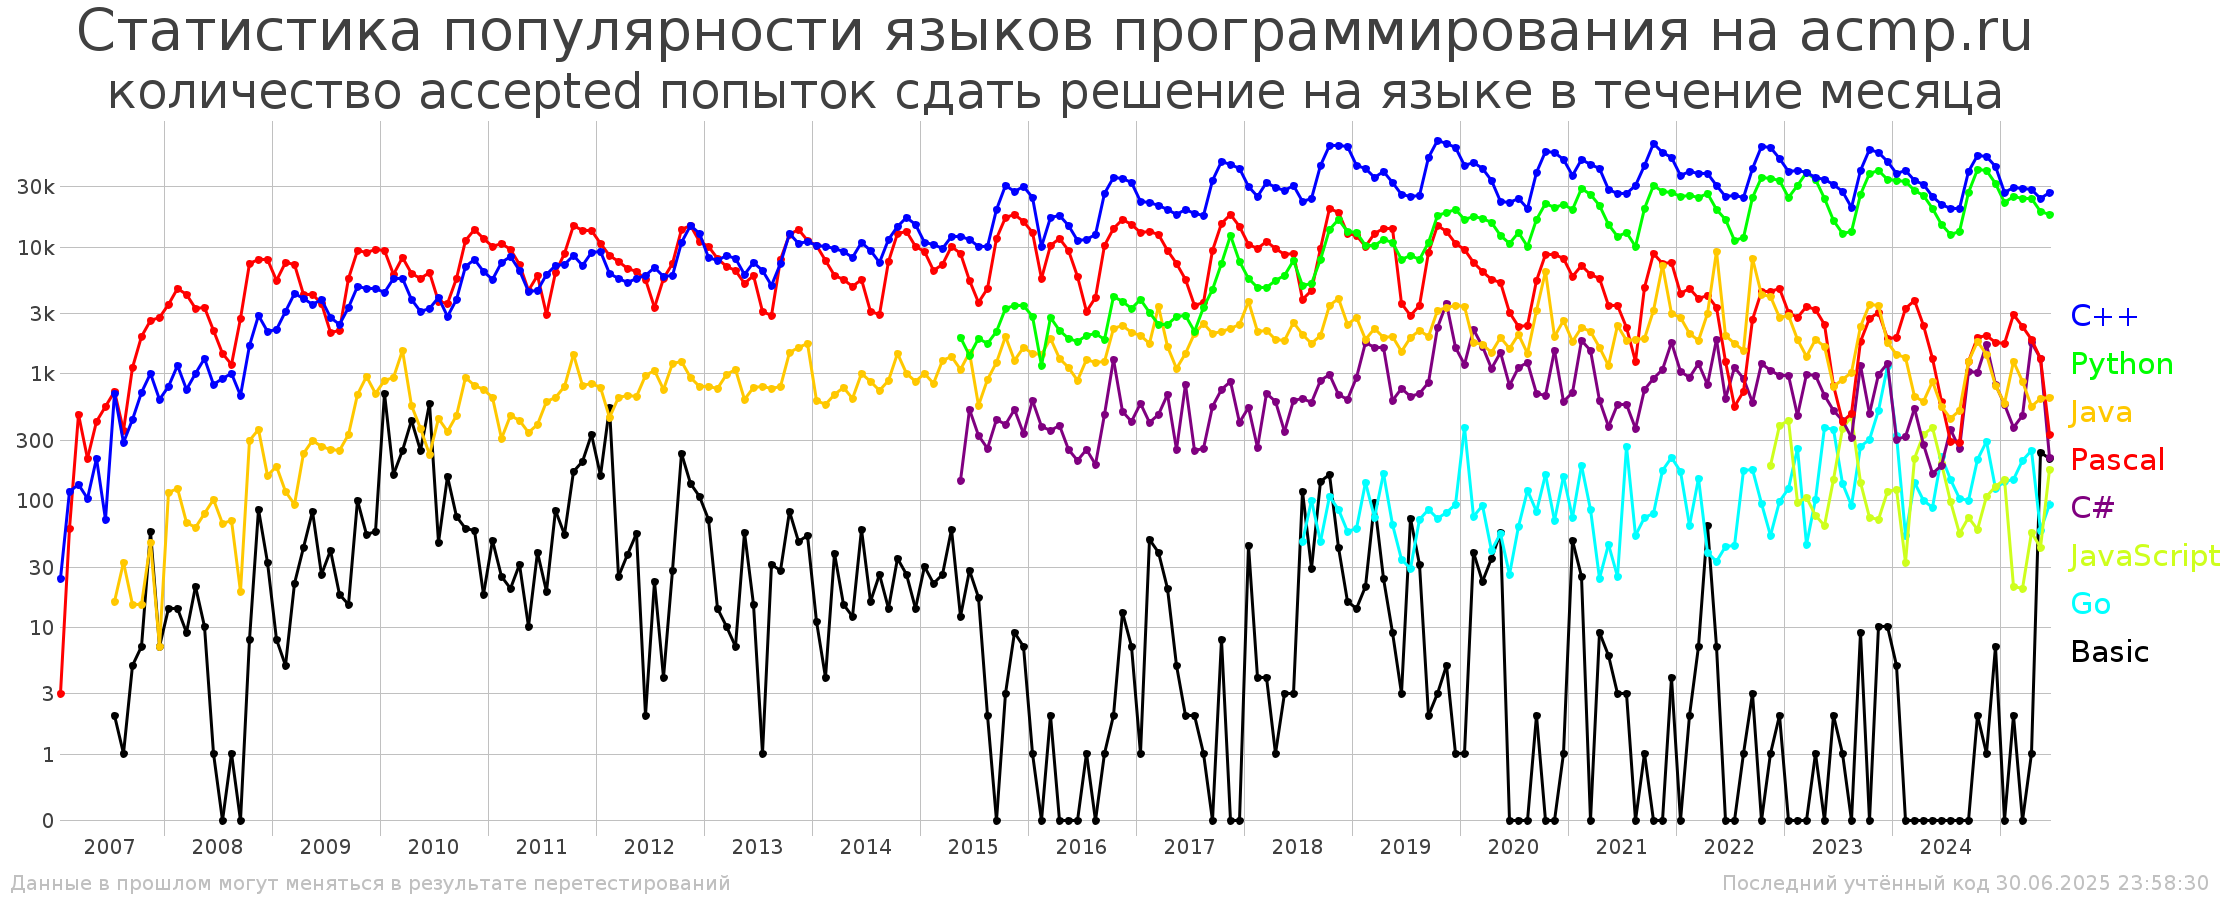 Статистика популярности языков программирования на acmp.ru
количество accepted попыток сдать решение на языке в течение месяца
30k
10k
3k
1k
300
100
30
10
3
1
0
C++
Python
Java
Pascal
C#
JavaScript
Go
Basic
2007 2008 2009 2010 2011 2012 2013 2014 2015 2016 2017 2018 2019 2020 2021 2022 2023 2024
Данные в прошлом могут меняться в результате перетестирований
Последний учтённый код 30.06.2025 23:58:30